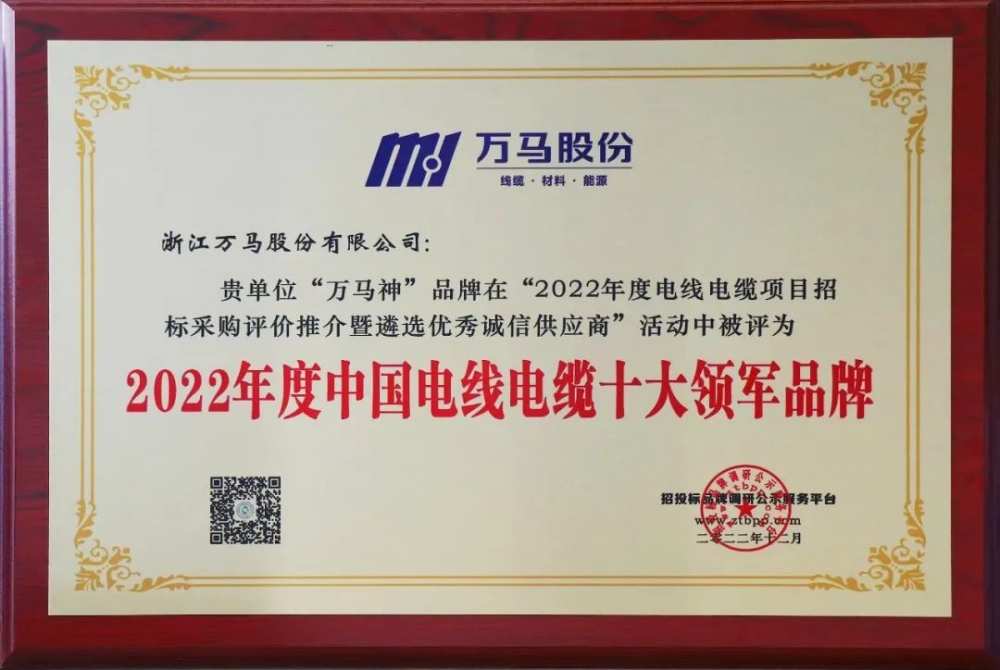 万马股份
线缆·材料·能源
浙江万马股份有限公司:
贵单位“万马神”品牌在“2022年度电线电缆项目招
标采购评价推介暨遴选优秀诚信供应商”活动中被评为
2022年度中国电线电缆十大领军品牌
招投标品牌调研公示服务平台
www.ztbpp.com
二零二二年十二月